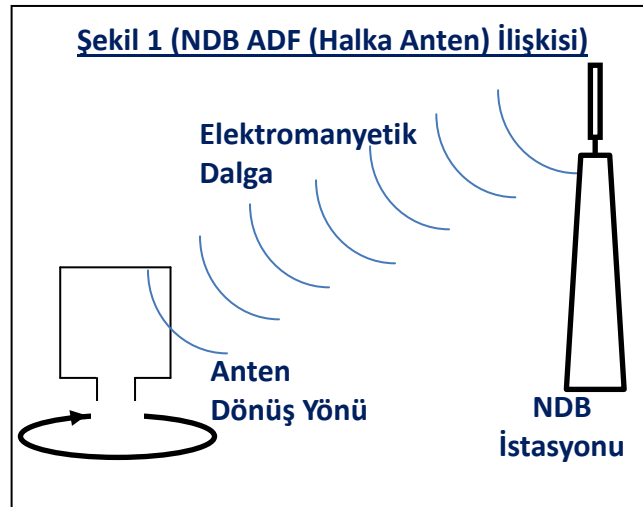 Şekil 1 (NDB ADF (Halka Anten) İlişkisi)
Elektromanyetik
Dalga
Anten
Dönüş Yönü
NDB
İstasyonu